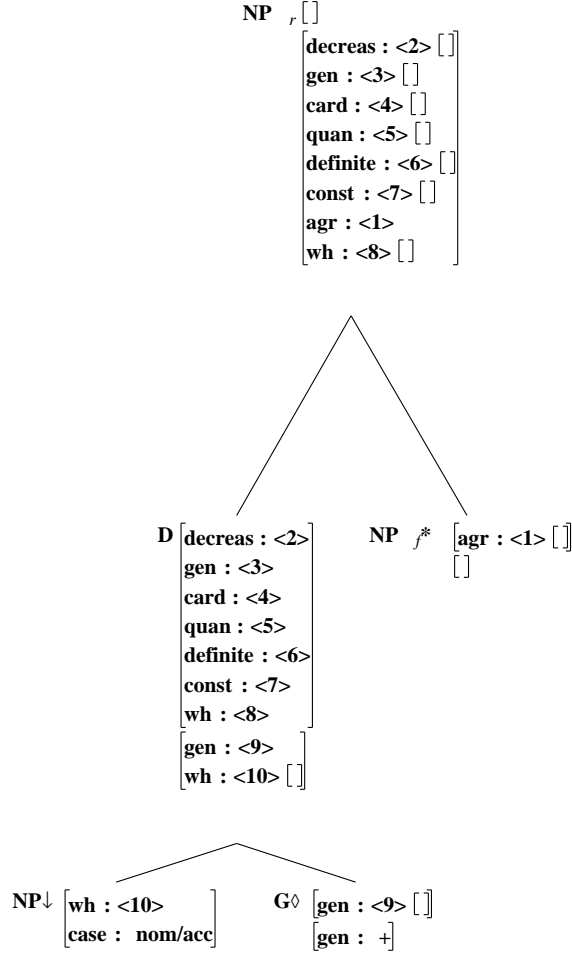 NP r []
[decreas : <2> []
gen : <3> []
card : <4> []
quan : <5> []
definite : <6> []
const : <7> []
agr : <1>
wh : <8> []]
D [decreas : <2>
gen : <3>
card : <4>
quan : <5>
definite : <6>
const : <7>
wh : <8>]
[gen : <9>
wh : <10> []]
NP f* [agr : <1> []]
[]
NP↓ [wh : <10>
case : nom/acc]
G◊ [gen : <9> []]
[gen : +]